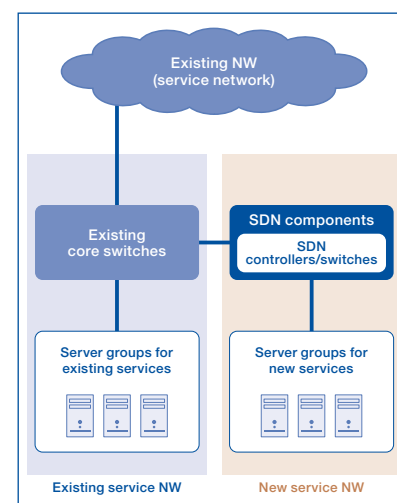 Existing NW
(service network)
Existing
core switches
SDN components
SDN
controllers/switches
Server groups for
existing services
Server groups for
new services
Existing service NW
New service NW